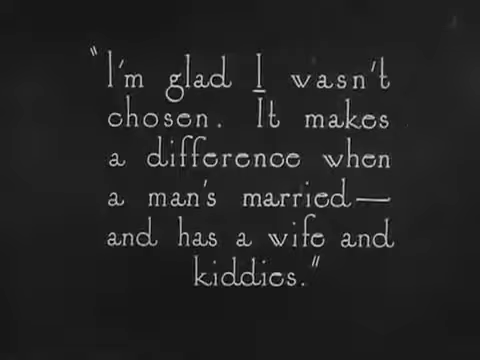 "I'm glad I wasn't
chosen. It makes
a difference when
a man's married—
and has a wife and
kiddies."